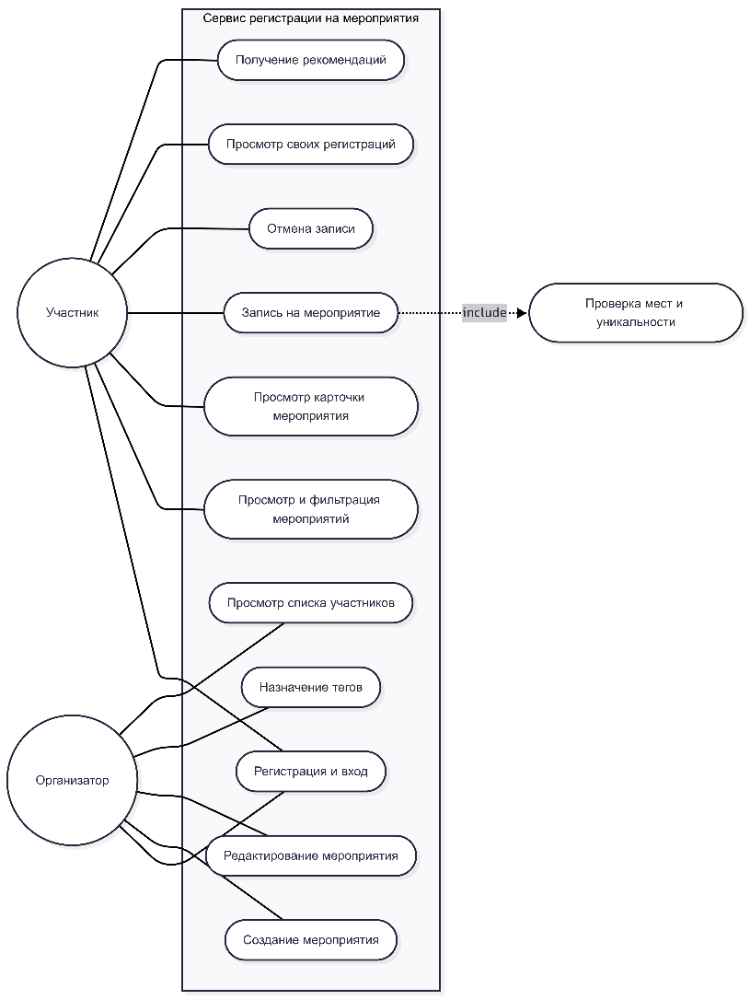 Сервис регистрации на мероприятия
Получение рекомендаций
Просмотр своих регистраций
Отмена записи
Участник
Запись на мероприятие
include
Проверка мест и
уникальности
Просмотр карточки
мероприятия
Просмотр и фильтрация
мероприятий
Просмотр списка участников
Назначение тегов
Организатор
Регистрация и вход
Редактирование мероприятия
Создание мероприятия